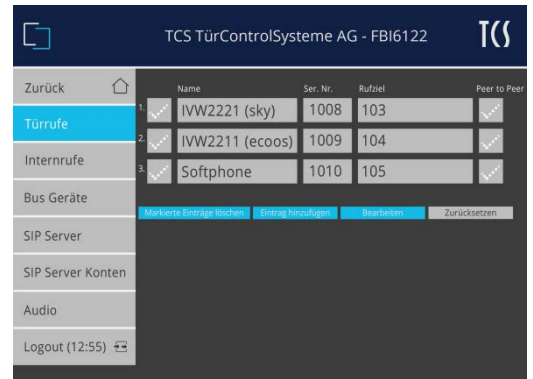 TCS TürControlSysteme AG - FBI6122
TCS
Zurück
Türrufe
Internrufe
Bus Geräte
SIP Server
SIP Server Konten
Audio
Logout (12:55)
Name Ser. Nr. Rufziel Peer to Peer
1. IVW2221 (sky) 1008 103
2. IVW2211 (ecoos) 1009 104
3. Softphone 1010 105
Markierte Einträge löschen Eintrag hinzufügen Bearbeiten Zurücksetzen